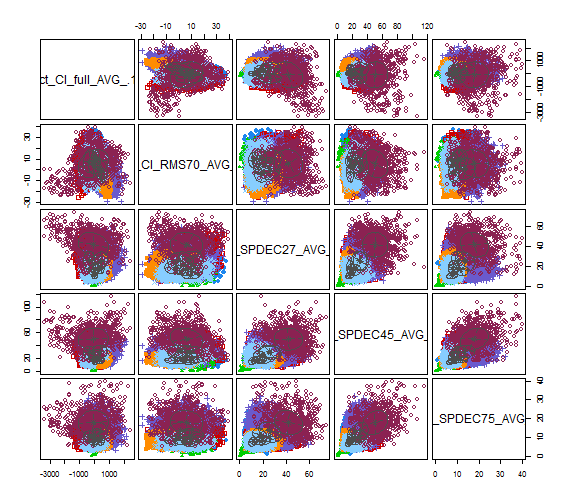 -30 -10 10 30 0 20 40 60 80 120
ct_CI_full_AVG_.1 -3000 -1000 1000
-30 -10 10 30 CI_RMS70_AVG_
_SPDEC27_AVG_ 0 20 40 60
0 20 60 100 _SPDEC45_AVG_
_SPDEC75_AVG 0 10 20 30 40
-3000 -1000 1000 0 20 40 60 0 10 20 30 40